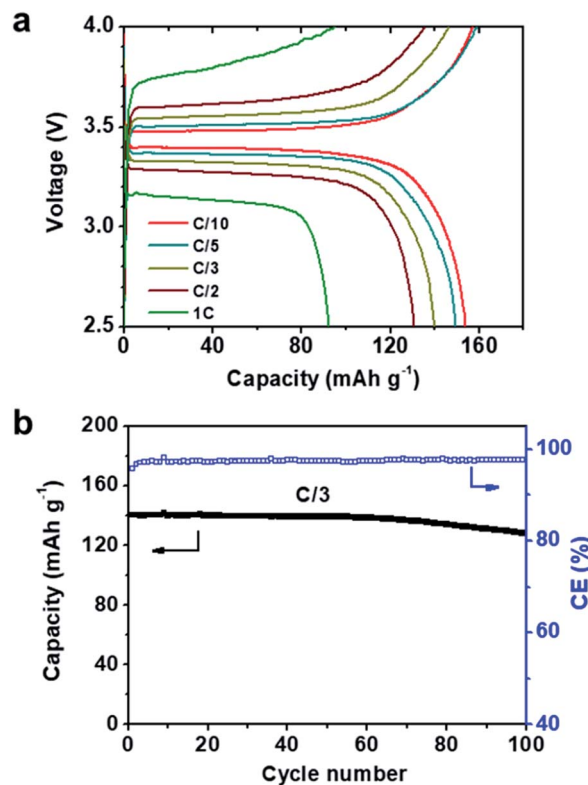 a
4.0
3.5
3.0
2.5
Voltage (V)
C/10
C/5
C/3
C/2
1C
0 40 80 120 160
Capacity (mAh g⁻¹)
b
200
160
120
80
40
0
Capacity (mAh g⁻¹)
C/3
100
80
60
40
CE (%)
0 20 40 60 80 100
Cycle number